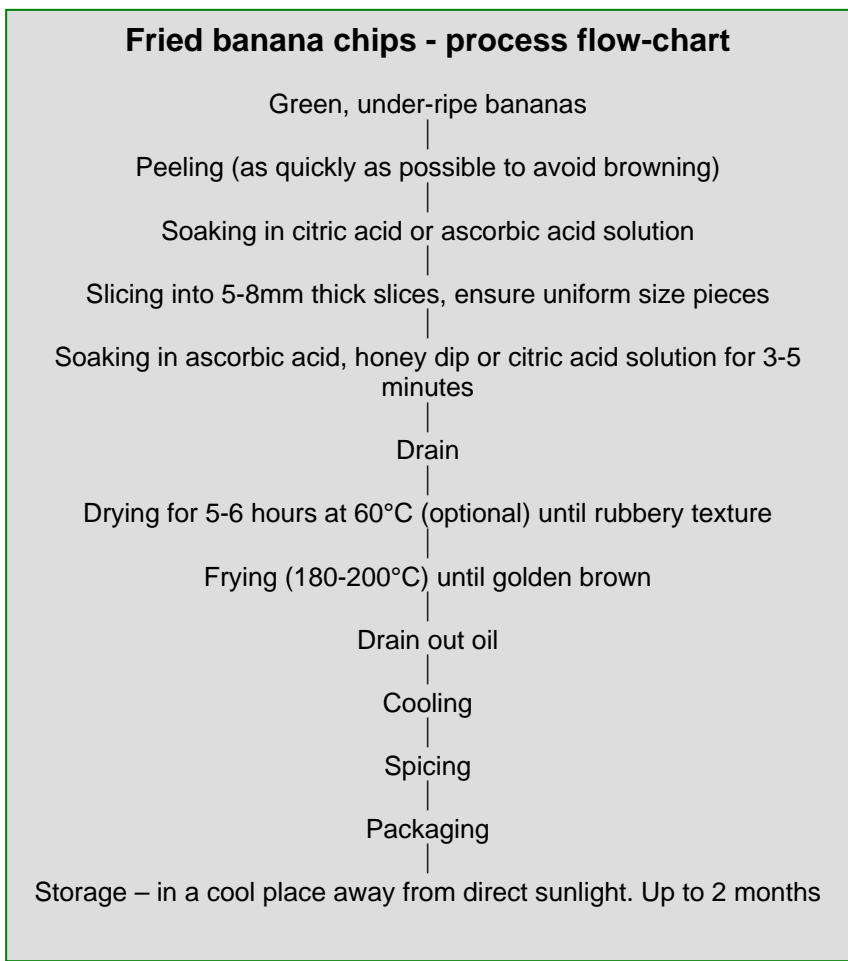 Fried banana chips - process flow-chart
Green, under-ripe bananas
Peeling (as quickly as possible to avoid browning)
Soaking in citric acid or ascorbic acid solution
Slicing into 5-8mm thick slices, ensure uniform size pieces
Soaking in ascorbic acid, honey dip or citric acid solution for 3-5
minutes
Drain
Drying for 5-6 hours at 60°C (optional) until rubbery texture
Frying (180-200°C) until golden brown
Drain out oil
Cooling
Spicing
Packaging
Storage – in a cool place away from direct sunlight. Up to 2 months